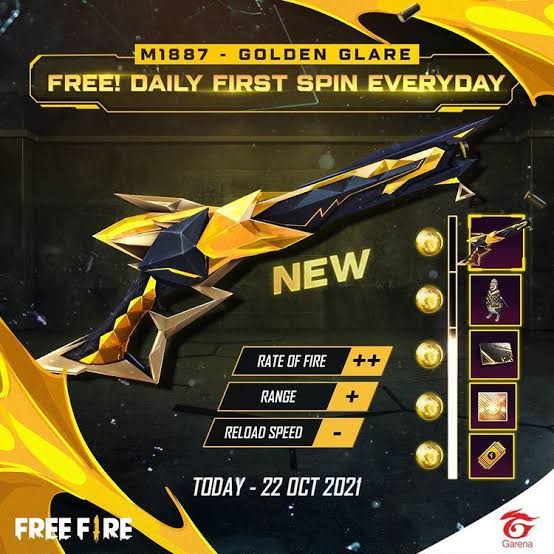 M1887 - GOLDEN GLARE
FREE! DAILY FIRST SPIN EVERYDAY
NEW
RATE OF FIRE ++
RANGE +
RELOAD SPEED -
TODAY - 22 OCT 2021
FREE FIRE
Garena